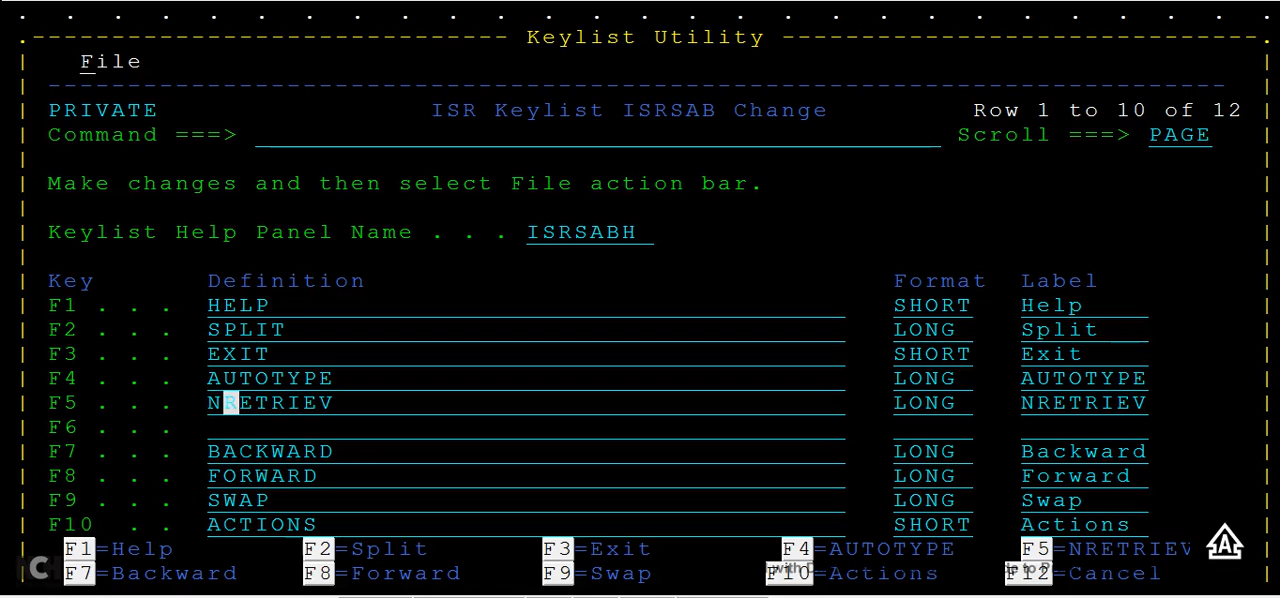 Keylist Utility
File
PRIVATE ISR Keylist ISRSAB Change Row 1 to 10 of 12
Command ===> Scroll ===> PAGE
Make changes and then select File action bar.
Keylist Help Panel Name . . . ISRSABH
Key Definition Format Label
F1 . . . HELP SHORT Help
F2 . . . SPLIT LONG Split
F3 . . . EXIT SHORT Exit
F4 . . . AUTOTYPE LONG AUTOTYPE
F5 . . . NRETRIEV LONG NRETRIEV
F6 . . .
F7 . . . BACKWARD LONG Backward
F8 . . . FORWARD LONG Forward
F9 . . . SWAP LONG Swap
F10 . . ACTIONS SHORT Actions
F1=Help F2=Split F3=Exit F4=AUTOTYPE F5=NRETRIEV
F7=Backward F8=Forward F9=Swap F10=Actions F12=Cancel